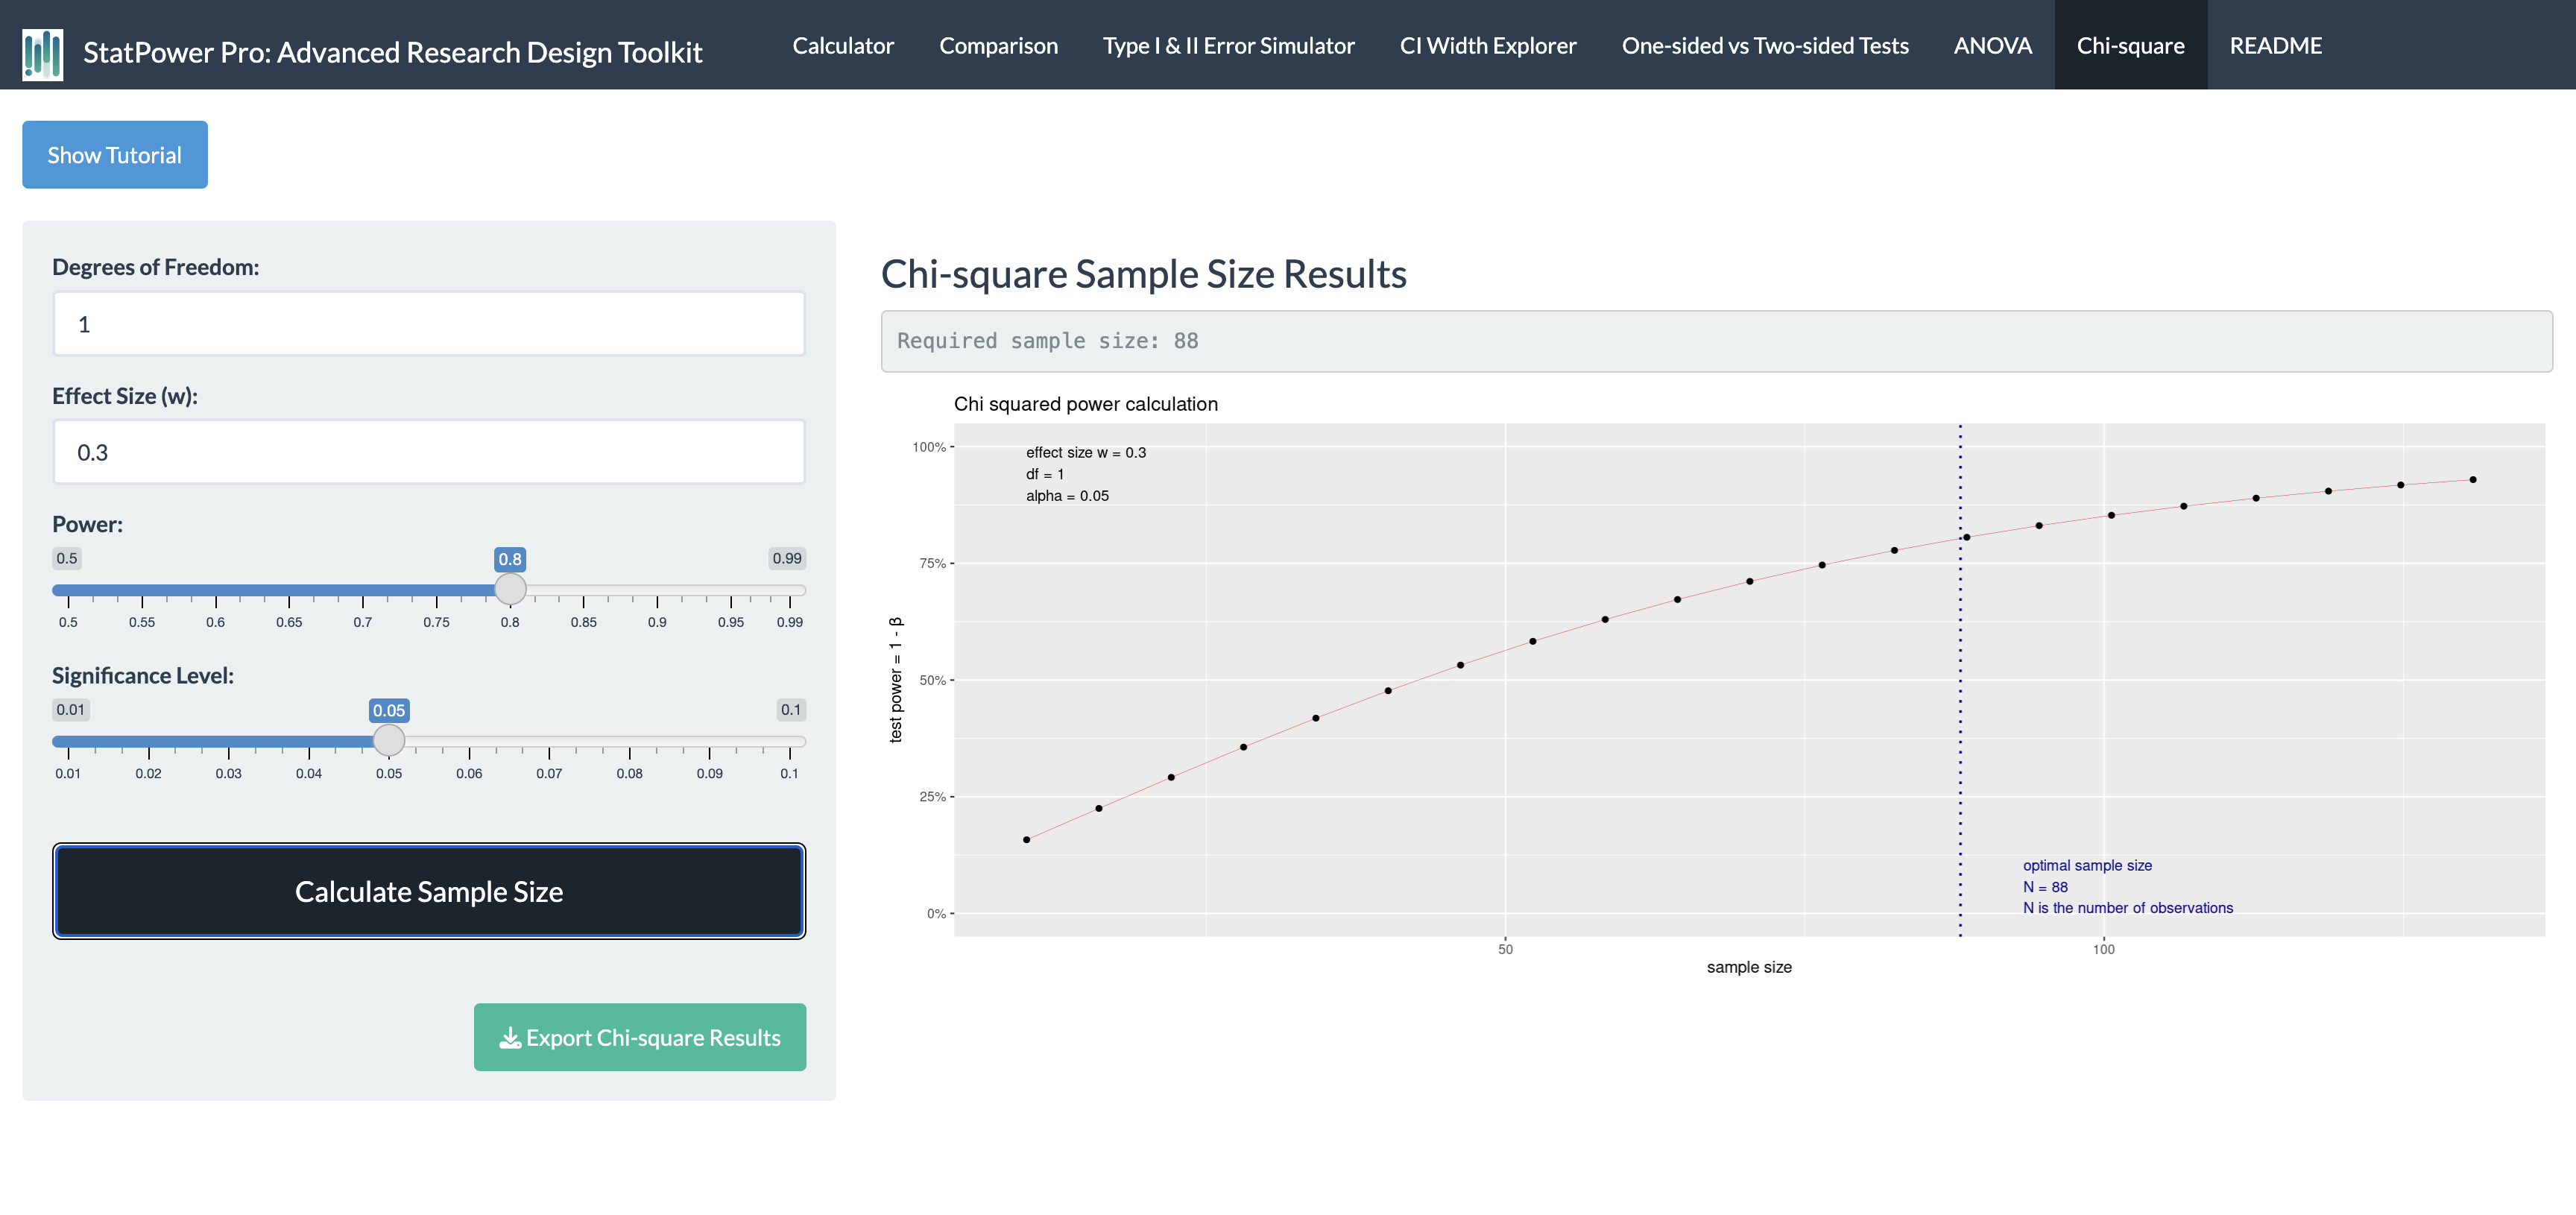 StatPower Pro: Advanced Research Design Toolkit
Calculator Comparison Type I & II Error Simulator CI Width Explorer One-sided vs Two-sided Tests ANOVA Chi-square README
Show Tutorial
Degrees of Freedom:
1
Effect Size (w):
0.3
Power:
0.5 0.8 0.99
0.5 0.55 0.6 0.65 0.7 0.75 0.8 0.85 0.9 0.95 0.99
Significance Level:
0.01 0.05 0.1
0.01 0.02 0.03 0.04 0.05 0.06 0.07 0.08 0.09 0.1
Calculate Sample Size
Export Chi-square Results
Chi-square Sample Size Results
Required sample size: 88
Chi squared power calculation
100%
75%
50%
25%
0%
test power = 1 - β
effect size w = 0.3
df = 1
alpha = 0.05
optimal sample size
N = 88
N is the number of observations
50 100
sample size